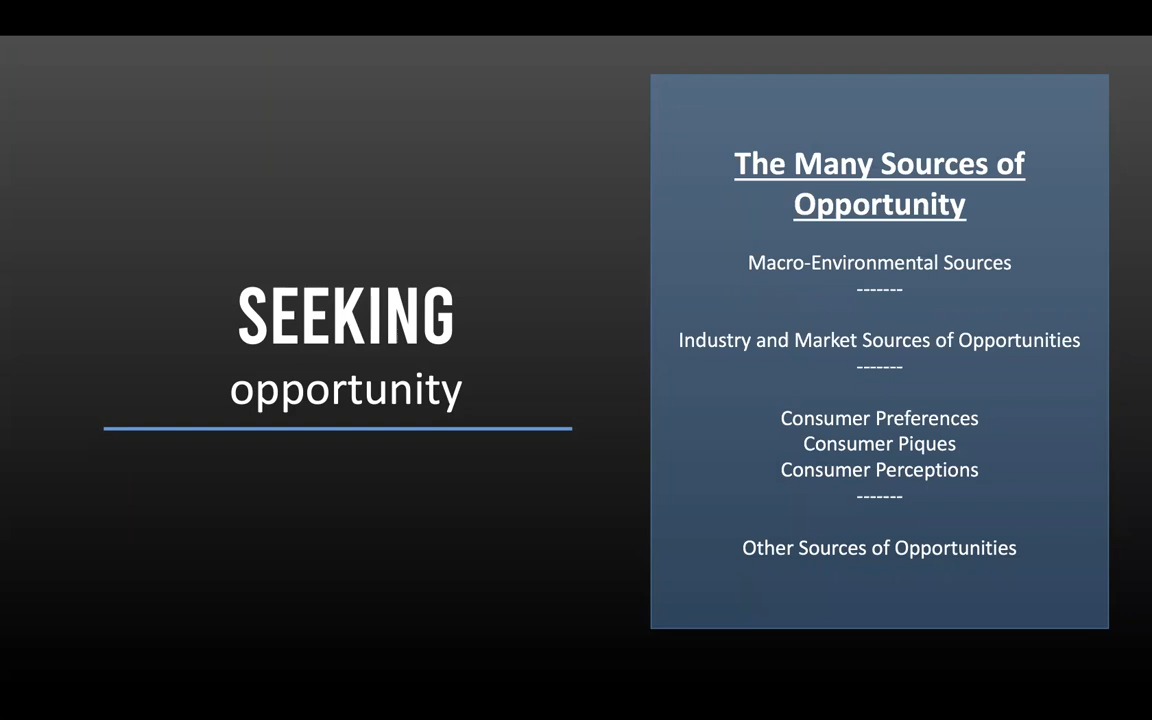 SEEKING
opportunity
The Many Sources of
Opportunity
Macro-Environmental Sources
-------
Industry and Market Sources of Opportunities
-------
Consumer Preferences
Consumer Piques
Consumer Perceptions
-------
Other Sources of Opportunities